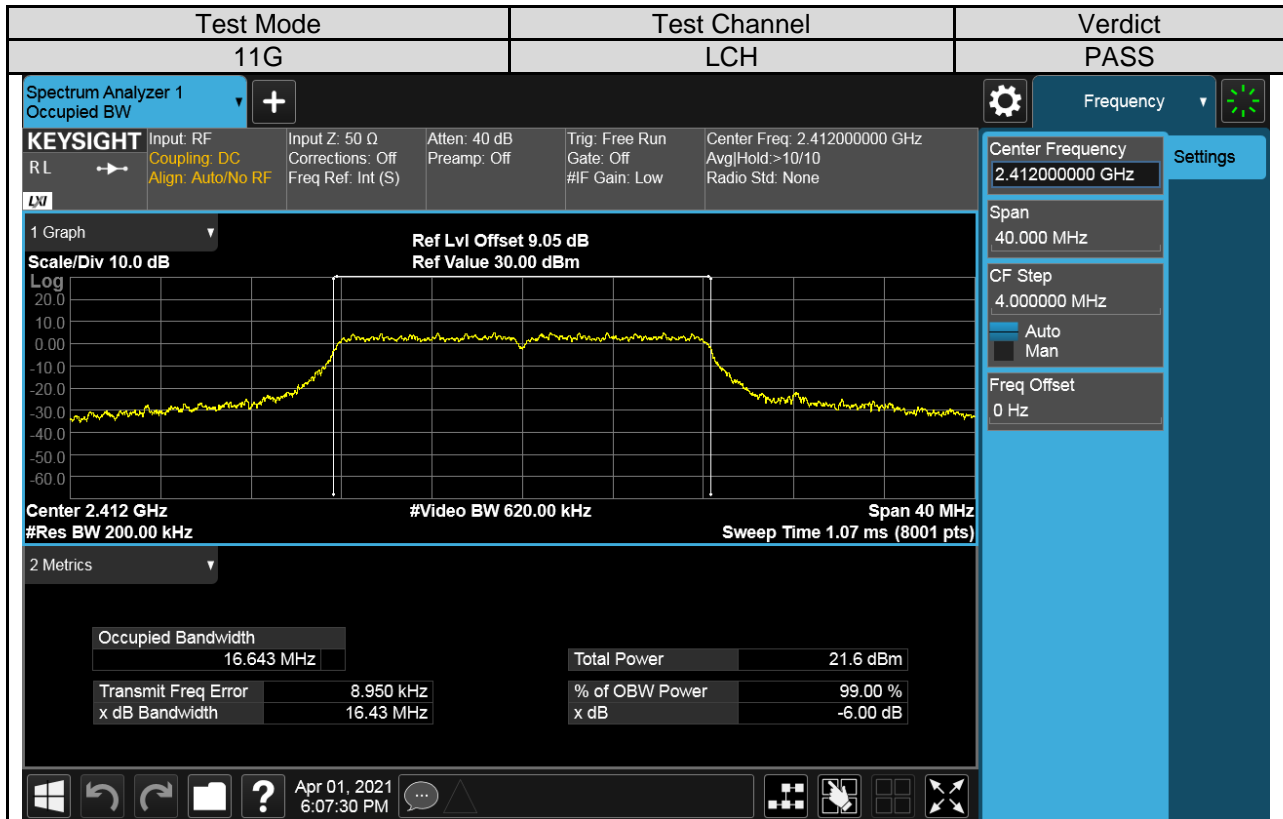 Test Mode Test Channel Verdict
11G LCH PASS
Spectrum Analyzer 1
Occupied BW
Frequency
KEYSIGHT Input: RF Input Z: 50 Ω Atten: 40 dB Trig: Free Run Center Freq: 2.412000000 GHz
R L Coupling: DC Corrections: Off Preamp: Off Gate: Off Avg|Hold:>10/10
Align: Auto/No RF Freq Ref: Int (S) #IF Gain: Low Radio Std: None
LXI
Center Frequency
2.412000000 GHz
Settings
Span
40.000 MHz
CF Step
4.000000 MHz
Auto
Man
Freq Offset
0 Hz
1 Graph
Ref Lvl Offset 9.05 dB
Scale/Div 10.0 dB Ref Value 30.00 dBm
Log
20.0
10.0
0.00
-10.0
-20.0
-30.0
-40.0
-50.0
-60.0
Center 2.412 GHz #Video BW 620.00 kHz Span 40 MHz
#Res BW 200.00 kHz Sweep Time 1.07 ms (8001 pts)
2 Metrics
Occupied Bandwidth
16.643 MHz Total Power 21.6 dBm
Transmit Freq Error 8.950 kHz % of OBW Power 99.00 %
x dB Bandwidth 16.43 MHz x dB -6.00 dB
Apr 01, 2021
6:07:30 PM